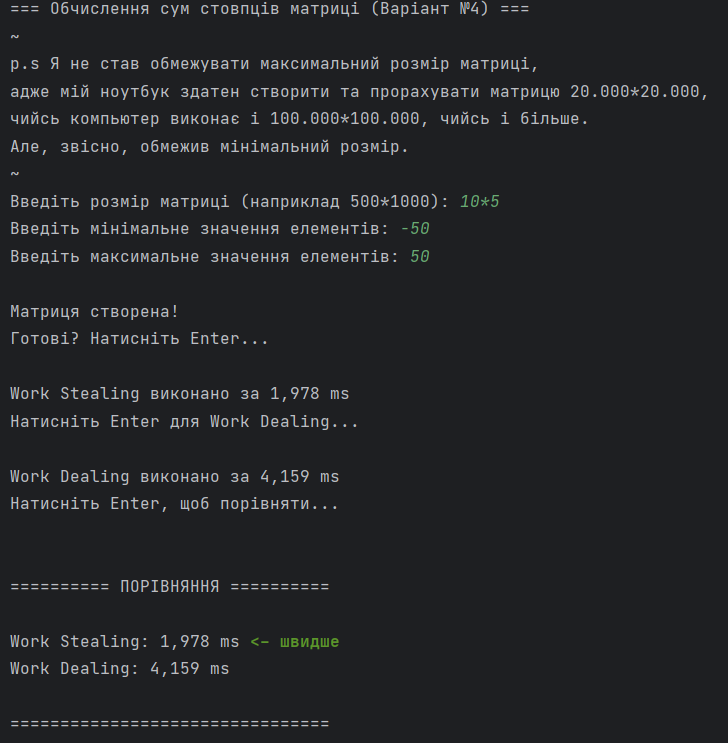 === Обчислення сум стовпців матриці (Варіант №4) ===
~
p.s Я не став обмежувати максимальний розмір матриці,
адже мій ноутбук здатен створити та прорахувати матрицю 20.000*20.000,
чийсь компьютер виконає і 100.000*100.000, чийсь і більше.
Але, звісно, обмежив мінімальний розмір.
~
Введіть розмір матриці (наприклад 500*1000): 10*5
Введіть мінімальне значення елементів: -50
Введіть максимальне значення елементів: 50
Матриця створена!
Готові? Натисніть Enter...
Work Stealing виконано за 1,978 ms
Натисніть Enter для Work Dealing...
Work Dealing виконано за 4,159 ms
Натисніть Enter, щоб порівняти...
========== ПОРІВНЯННЯ ==========
Work Stealing: 1,978 ms <- швидше
Work Dealing: 4,159 ms
================================